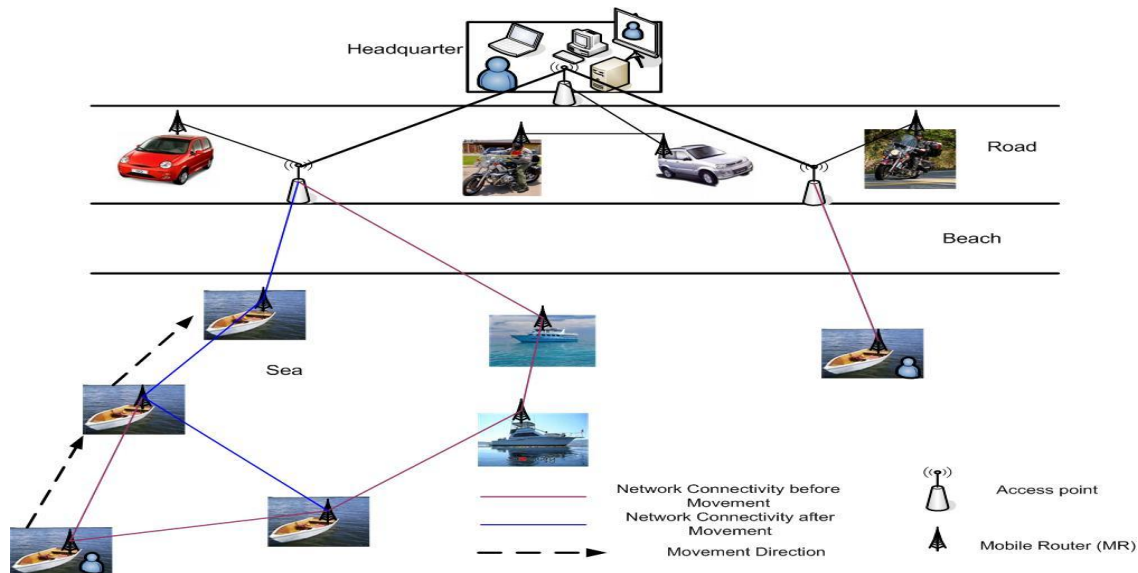 Headquarter
Road
Beach
Sea
Network Connectivity before
Movement
Network Connectivity after
Movement
Movement Direction
Access point
Mobile Router (MR)